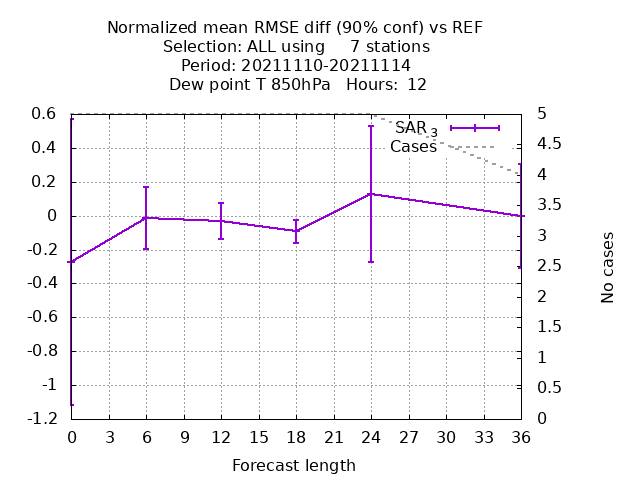 Normalized mean RMSE diff (90% conf) vs REF
Selection: ALL using     7 stations
Period: 20211110-20211114
Dew point T 850hPa   Hours:  12
0.6
0.4
0.2
0
-0.2
-0.4
-0.6
-0.8
-1
-1.2
SAR 3
Cases
5
4.5
4
3.5
3
2.5
2
1.5
1
0.5
0
No cases
0 3 6 9 12 15 18 21 24 27 30 33 36
Forecast length